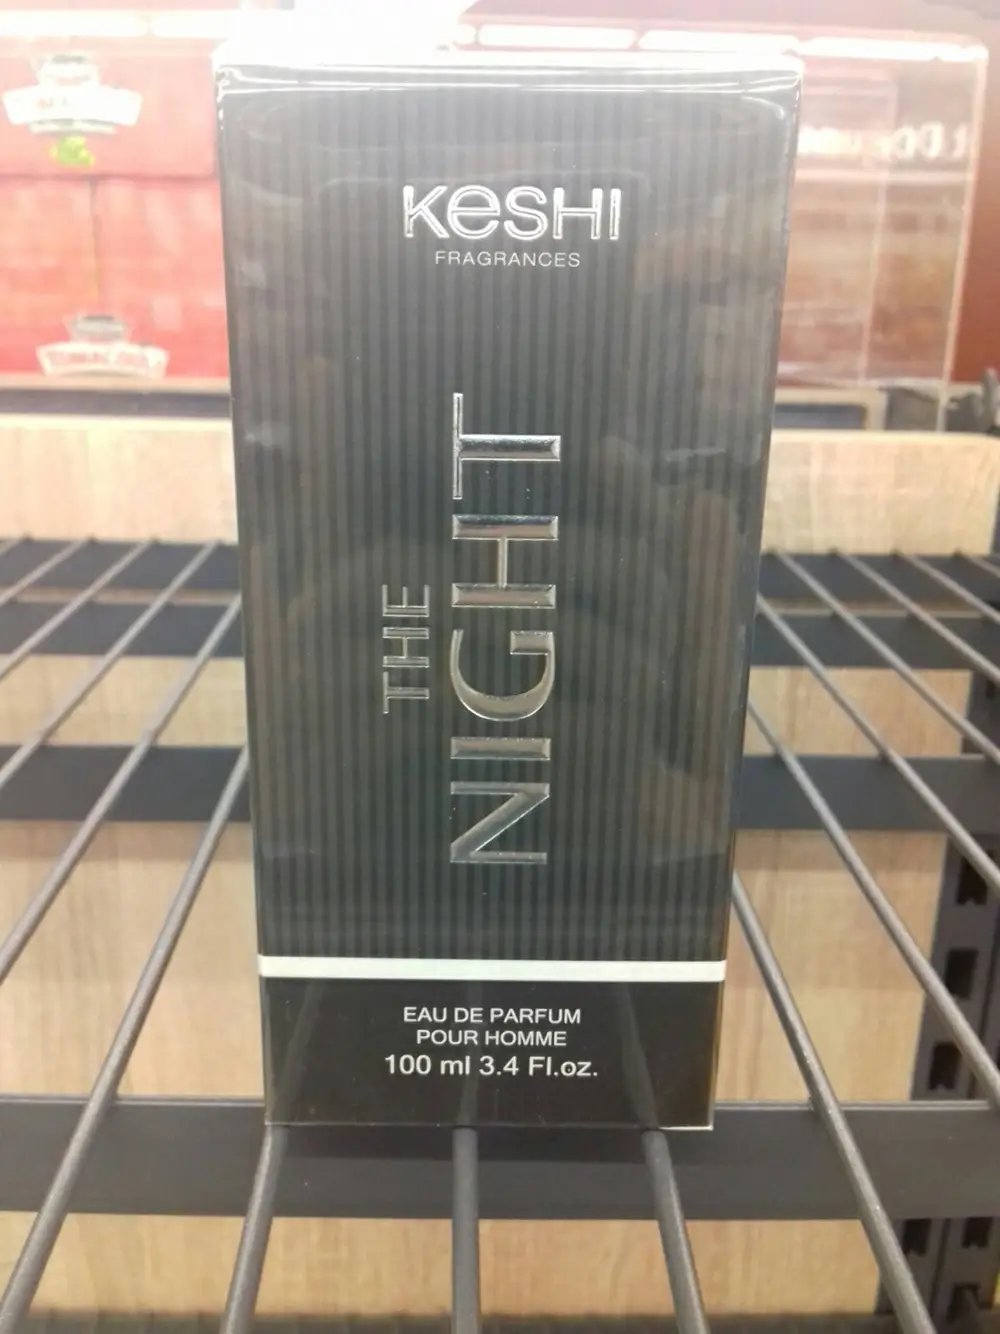 KeSHI
FRAGRANCES
THE
NIGHT
EAU DE PARFUM
POUR HOMME
100 ml 3.4 Fl.oz.